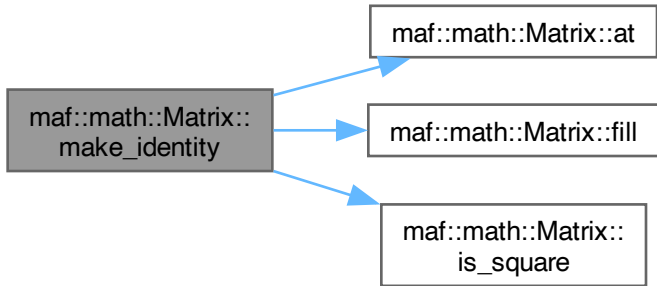 maf::math::Matrix::at
maf::math::Matrix::
make_identity
maf::math::Matrix::fill
maf::math::Matrix::
is_square